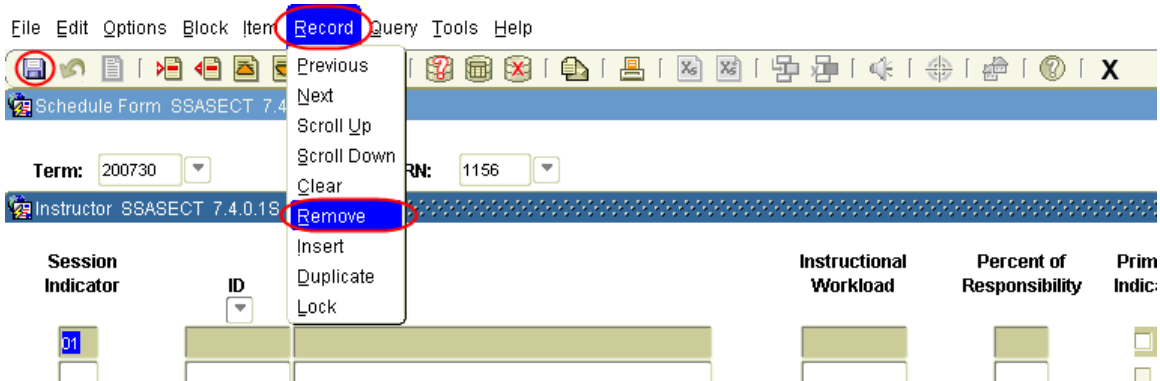 File Edit Options Block Item Record Query Tools Help
Previous
Next
Scroll Up
Scroll Down
Clear
Remove
Insert
Duplicate
Lock
X
Schedule Form SSASECT 7.4
Term: 200730 RN: 1156
Instructor SSASECT 7.4.0.1S
Session Indicator
ID
Instructional Workload
Percent of Responsibility
Prim
Indic
01